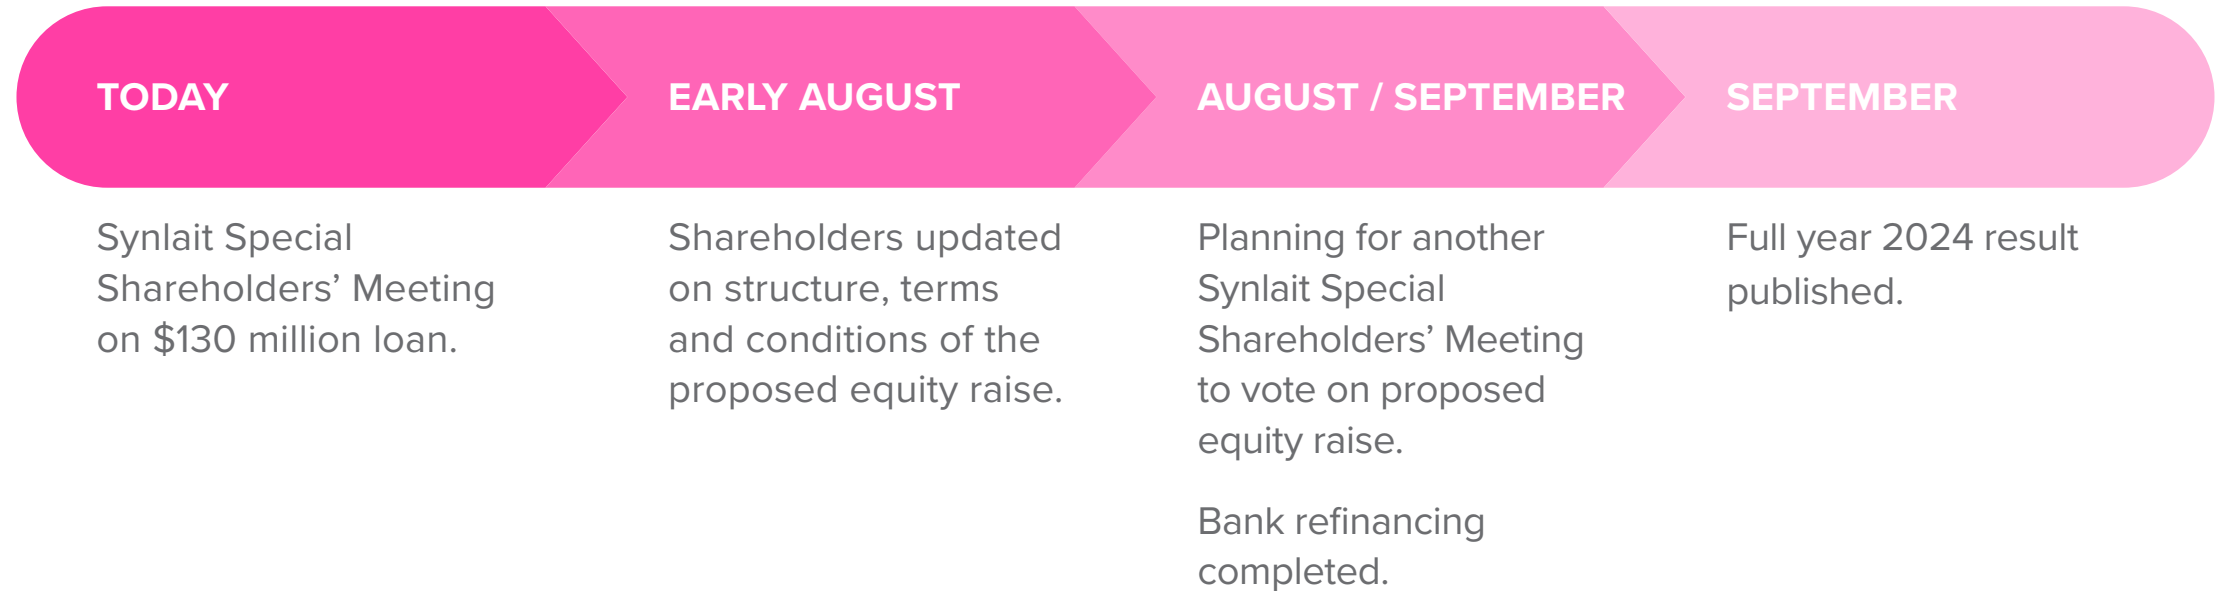 TODAY
Synlait Special
Shareholders’ Meeting
on $130 million loan.
EARLY AUGUST
Shareholders updated
on structure, terms
and conditions of the
proposed equity raise.
AUGUST / SEPTEMBER
Planning for another
Synlait Special
Shareholders’ Meeting
to vote on proposed
equity raise.
Bank refinancing
completed.
SEPTEMBER
Full year 2024 result
published.